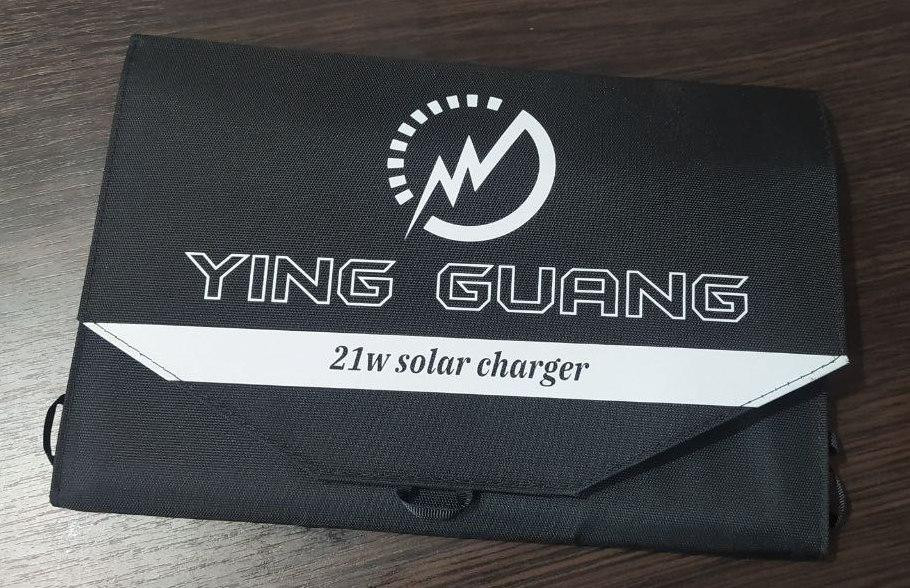 YING GUANG
21w solar charger